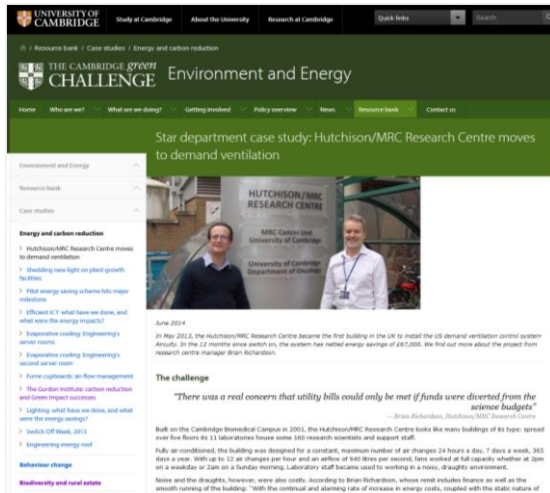 UNIVERSITY OF
CAMBRIDGE
Study at Cambridge
About the University
Research at Cambridge
Quick links
Search
/ Resource bank / Case studies / Energy and carbon reduction
THE CAMBRIDGE green
CHALLENGE
Environment and Energy
Home
Who are we?
What are we doing?
Getting involved
Policy overview
News
Resource bank
Contact us
Star department case study: Hutchison/MRC Research Centre moves
to demand ventilation
Environment and Energy
Resource bank
Case studies
Energy and carbon reduction
> Hutchison/MRC Research Centre moves
to demand ventilation
> Shedding new light on plant growth
facilities
> Pilot energy saving scheme hits major
milestone
> Efficient ICT: what have we done, and
what were the energy impacts?
> Evaporative cooling: Engineering's
server rooms
> Evaporative cooling: Engineering's
second server room
> Fume cupboards: air-flow management
> The Gurdon Institute: carbon reduction
and Green Impact successes
> Lighting: what have we done, and what
were the energy savings?
> Switch Off Week, 2013
> Engineering energy roof
Behaviour change
Biodiversity and rural estate
HUTCHISON/MRC
RESEARCH CENTRE
MRC Cancer Unit
University of Cambridge
University of Cambridge
Department of Oncology
June 2014
In May 2013, the Hutchison/MRC Research Centre became the first building in the UK to install the US demand ventilation control system
Aircuity. In the 12 months since switch on, the system has netted energy savings of £67,000. We find out more about the project from
research centre manager Brian Richardson.
The challenge
"There was a real concern that utility bills could only be met if funds were diverted from the
science budgets"
– Brian Richardson, Hutchison/MRC Research Centre
Built on the Cambridge Biomedical Campus in 2001, the Hutchison/MRC Research Centre looks like many buildings of its type: spread
over five floors its 11 laboratories house some 160 research scientists and support staff.
Fully air-conditioned, the building was designed for a constant, maximum number of air changes 24 hours a day, 7 days a week, 365
days a year. With up to 12 air changes per hour and an airflow of 940 litres per second, fans worked at full capacity whether at 2pm
on a weekday or 2am on a Sunday morning. Laboratory staff became used to working in a noisy, draughty environment.
Noise and the draughts, however, were also costly. According to Brian Richardson, whose remit includes finance as well as the
smooth running of the building: "With the continual and alarming rate of increase in energy costs, coupled with the static nature of